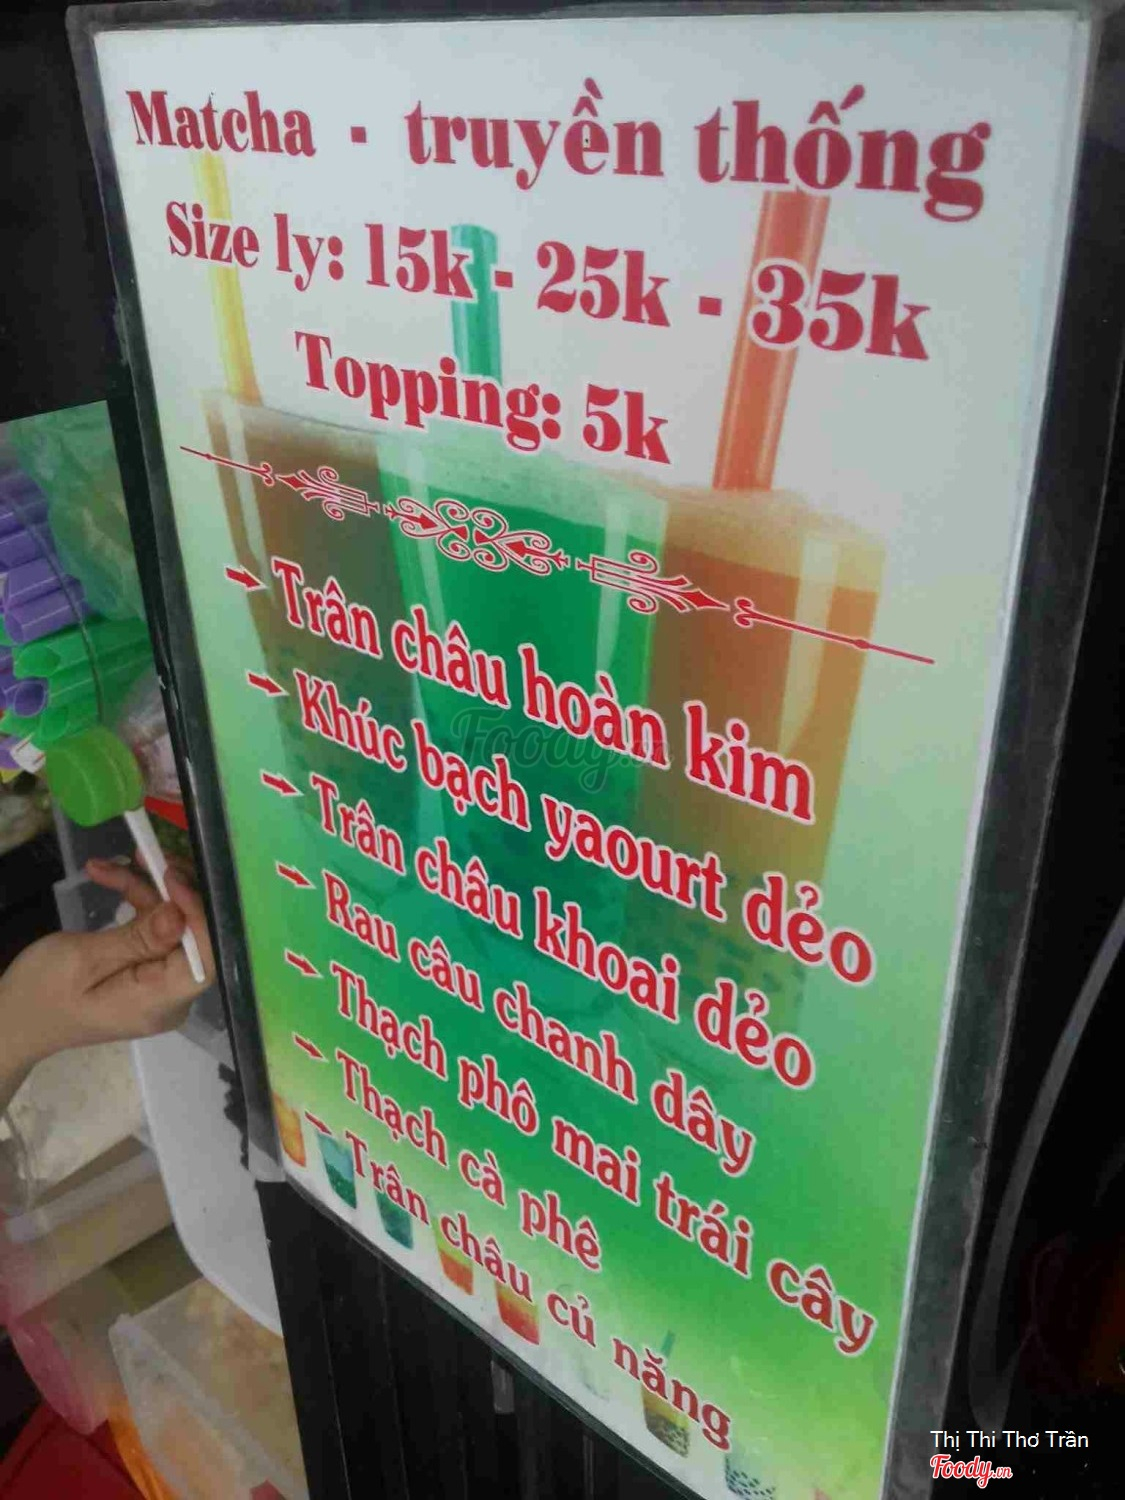 Matcha - truyền thống
Size ly: 15k - 25k - 35k
Topping: 5k
Trân châu hoàn kim
Khúc bạch yaourt dẻo
Trân châu khoai dẻo
Rau câu chanh dây
Thạch phô mai trái cây
Thạch cà phê
Trân châu củ năng
Foody.vn
Thị Thi Thơ Trần
Foody.vn